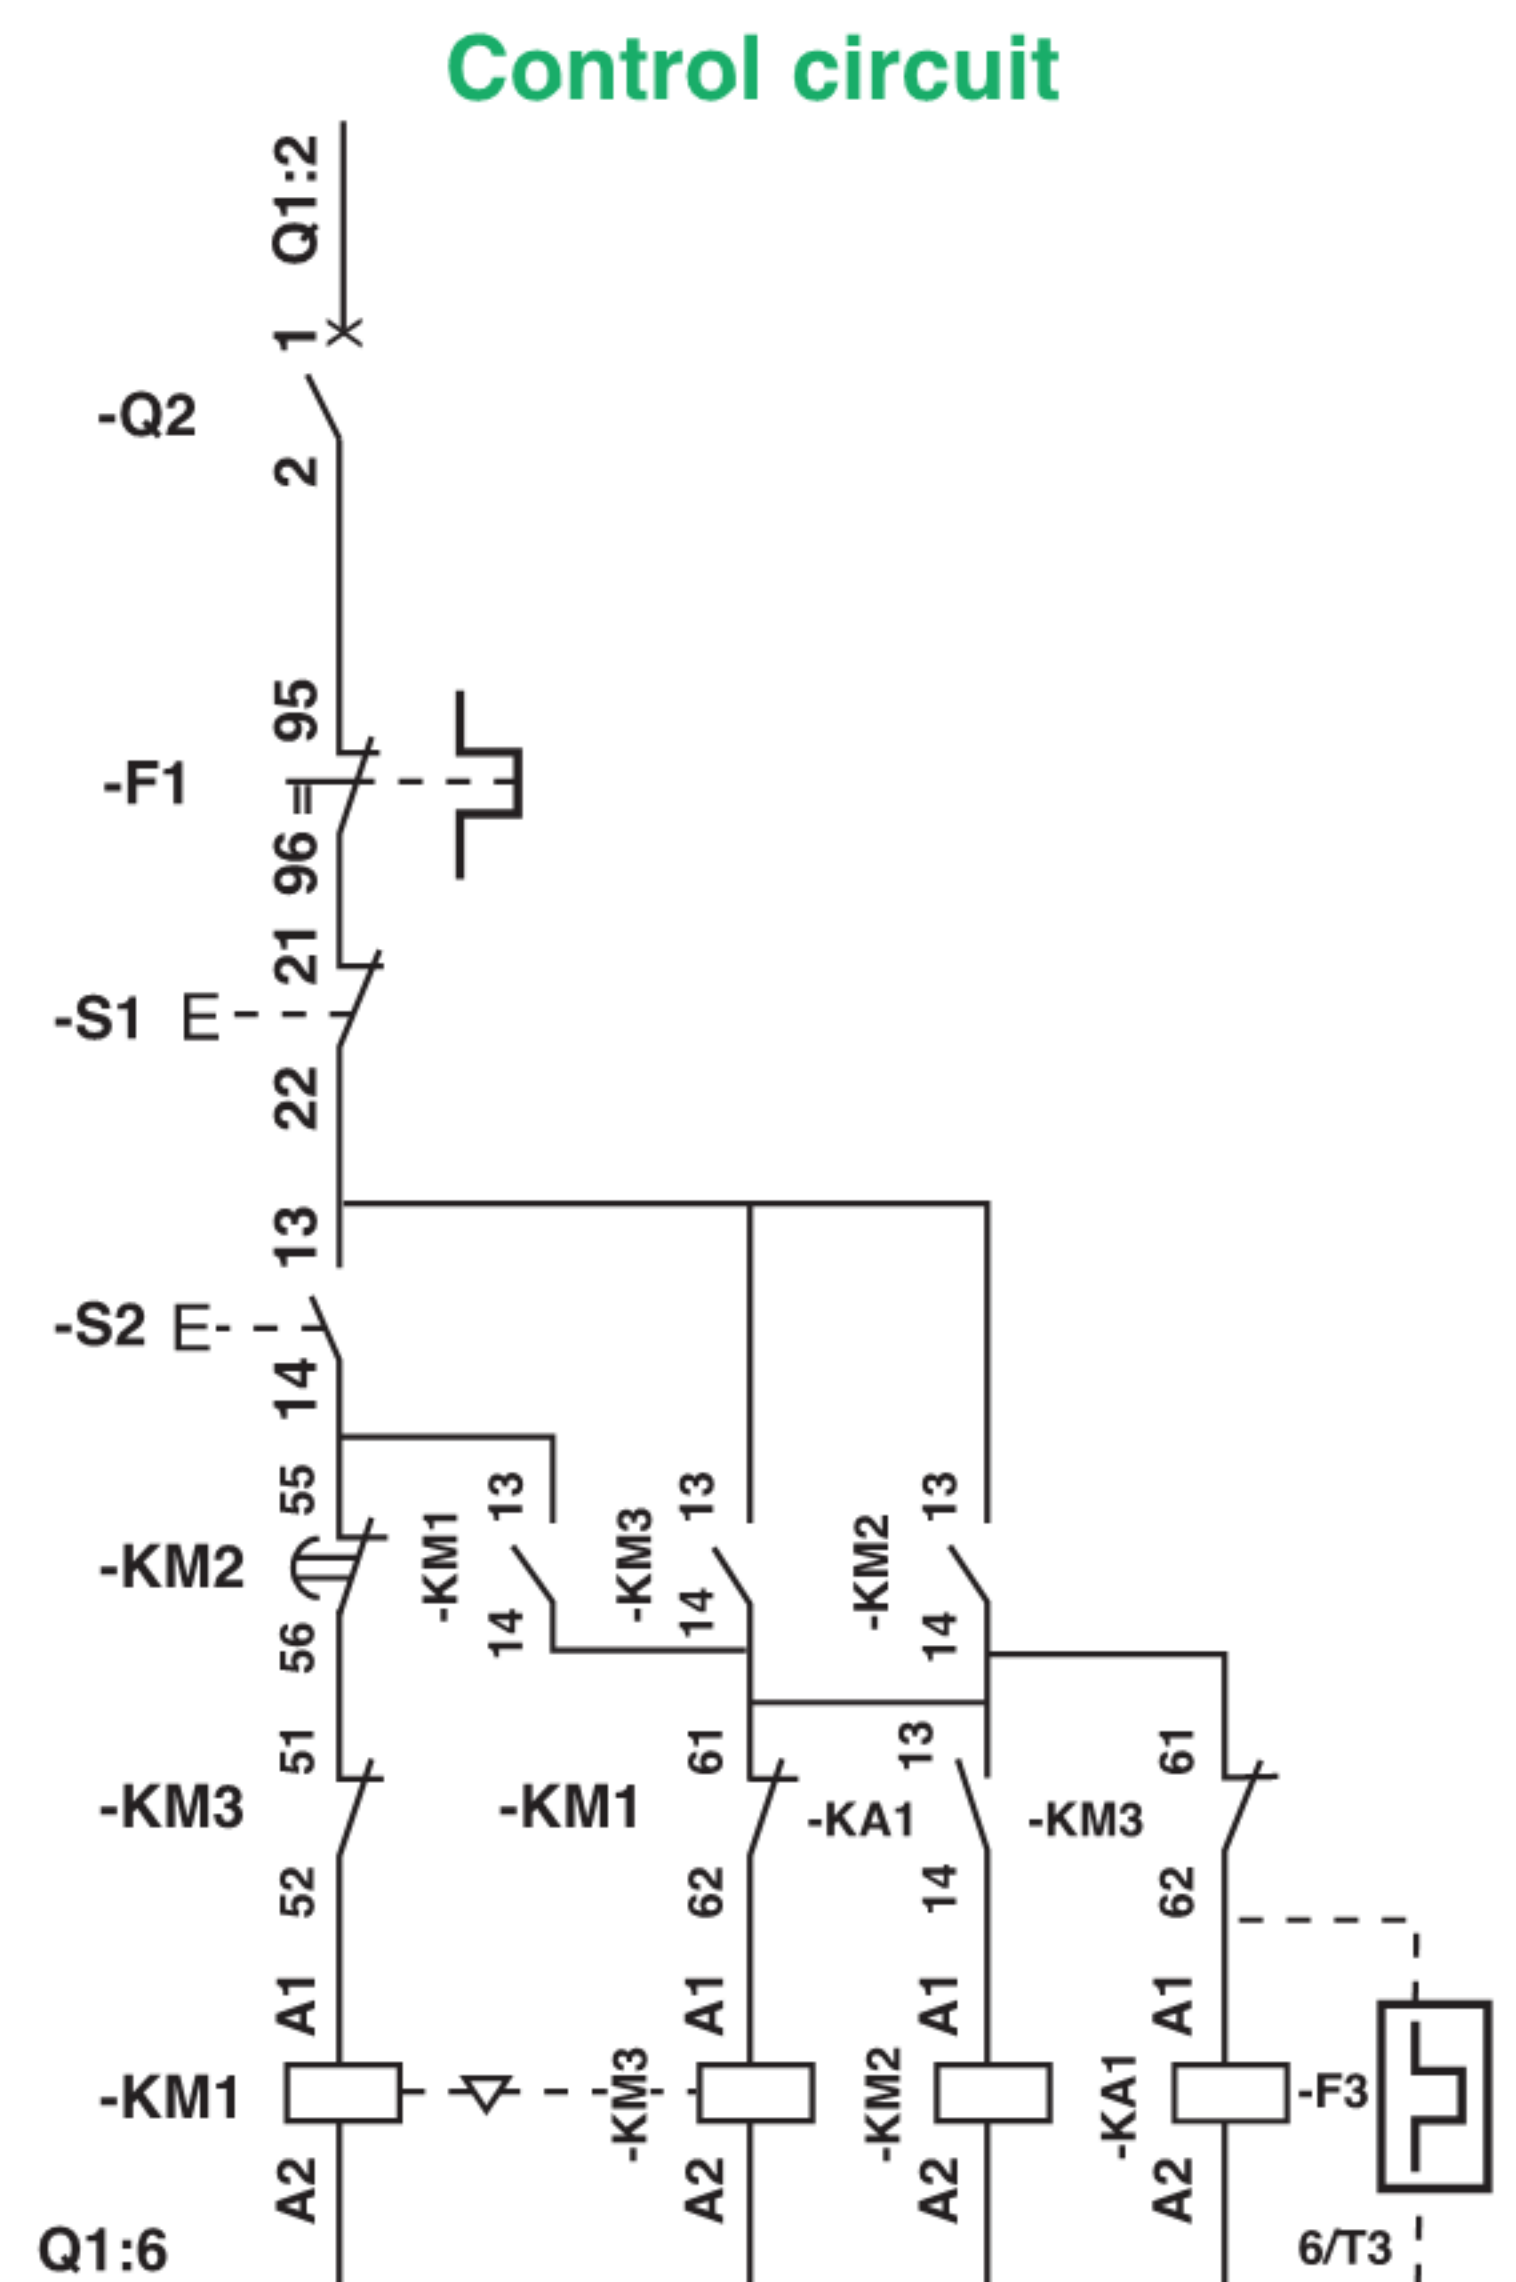 Control circuit
Q1:2
1
-Q2
2
95
-F1
96
21
-S1 E
22
13
-S2 E
14
55
13
13
13
-KM2
-KM1
-KM3
-KM2
56
14
14
14
51
61
13
61
-KM3
-KM1
-KA1
-KM3
52
62
14
62
A1
A1
A1
A1
-KM1
-KM3
-KM2
-KA1
-F3
A2
A2
A2
A2
Q1:6
6/T3